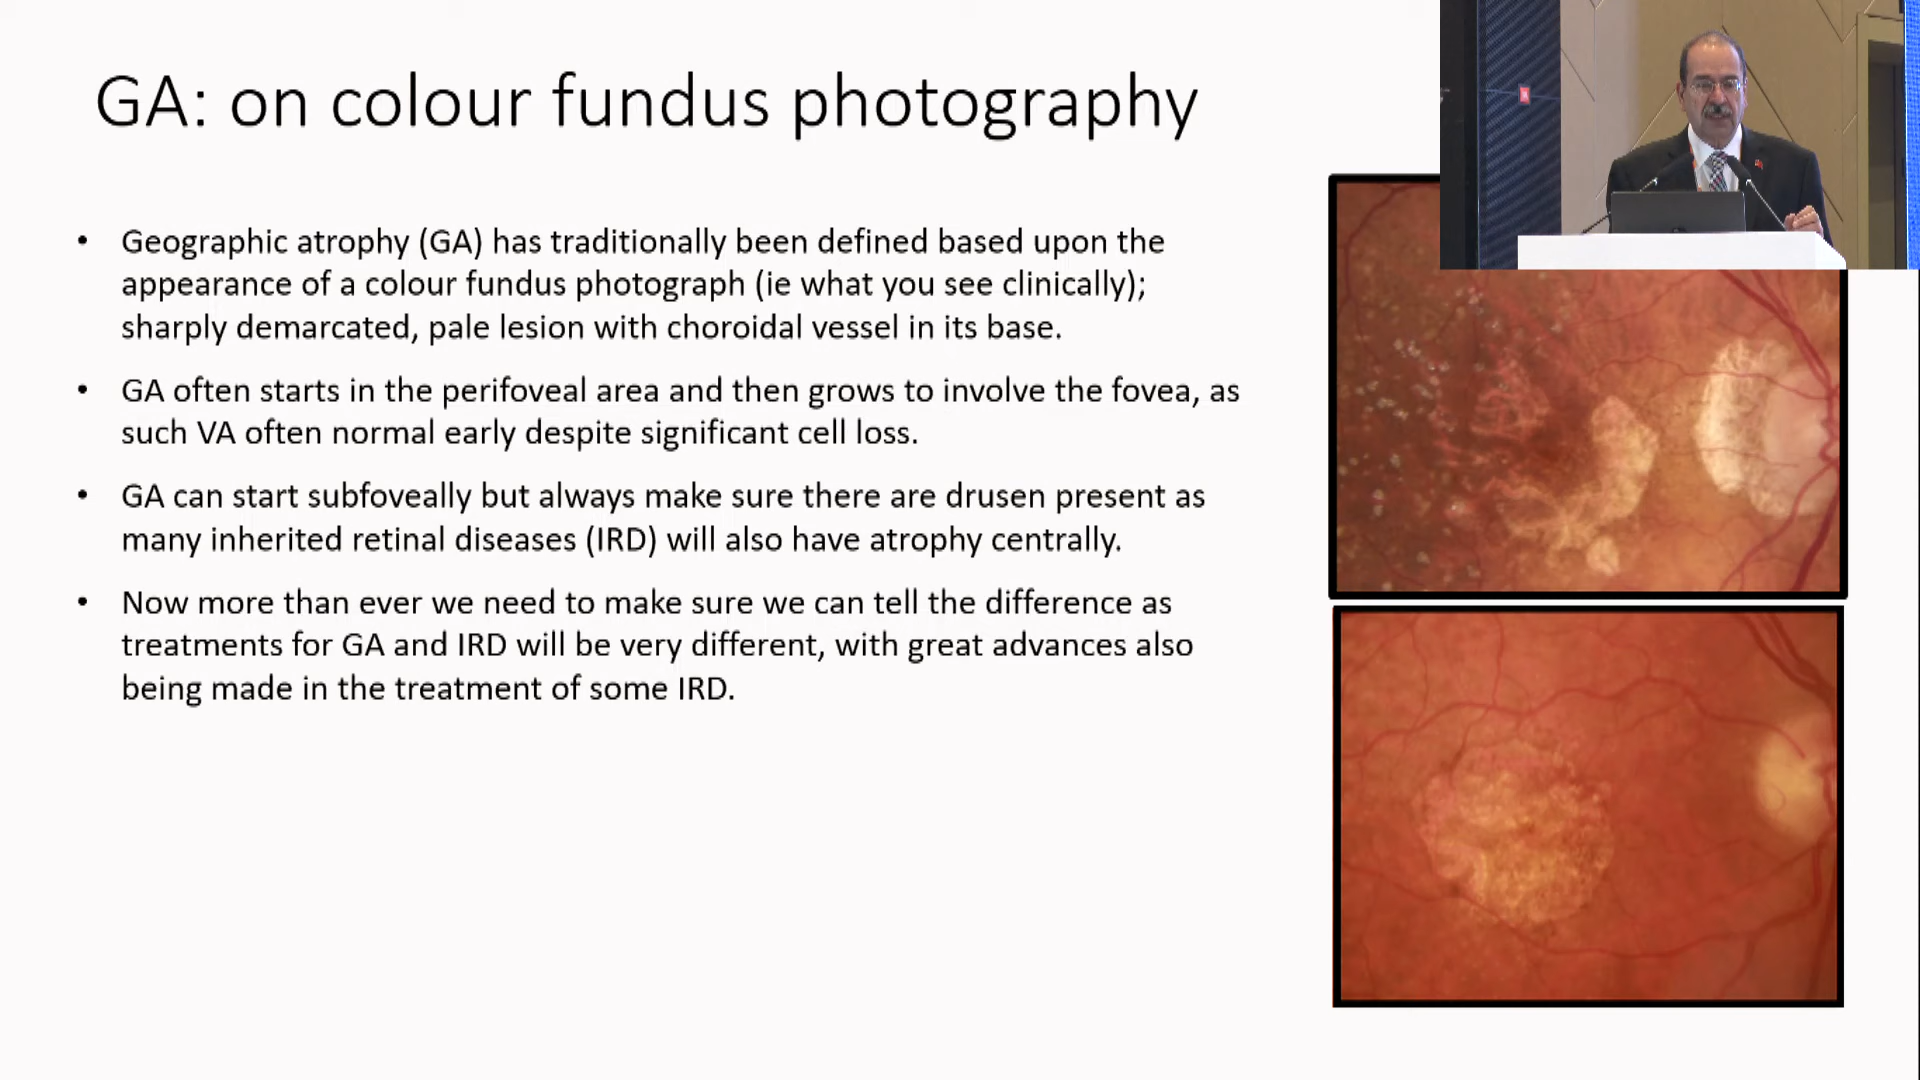 GA: on colour fundus photography
• Geographic atrophy (GA) has traditionally been defined based upon the
appearance of a colour fundus photograph (ie what you see clinically);
sharply demarcated, pale lesion with choroidal vessel in its base.
• GA often starts in the perifoveal area and then grows to involve the fovea, as
such VA often normal early despite significant cell loss.
• GA can start subfoveally but always make sure there are drusen present as
many inherited retinal diseases (IRD) will also have atrophy centrally.
• Now more than ever we need to make sure we can tell the difference as
treatments for GA and IRD will be very different, with great advances also
being made in the treatment of some IRD.